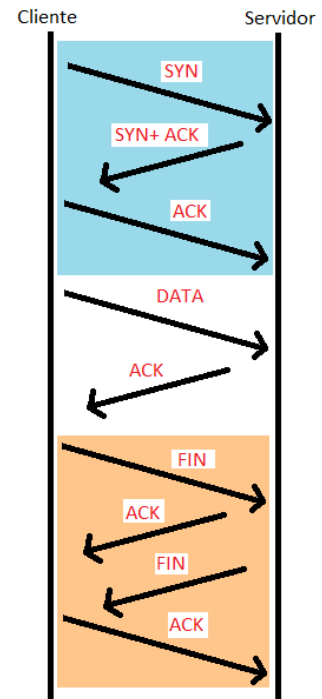 Cliente Servidor
SYN
SYN+ ACK
ACK
DATA
ACK
FIN
ACK
FIN
ACK